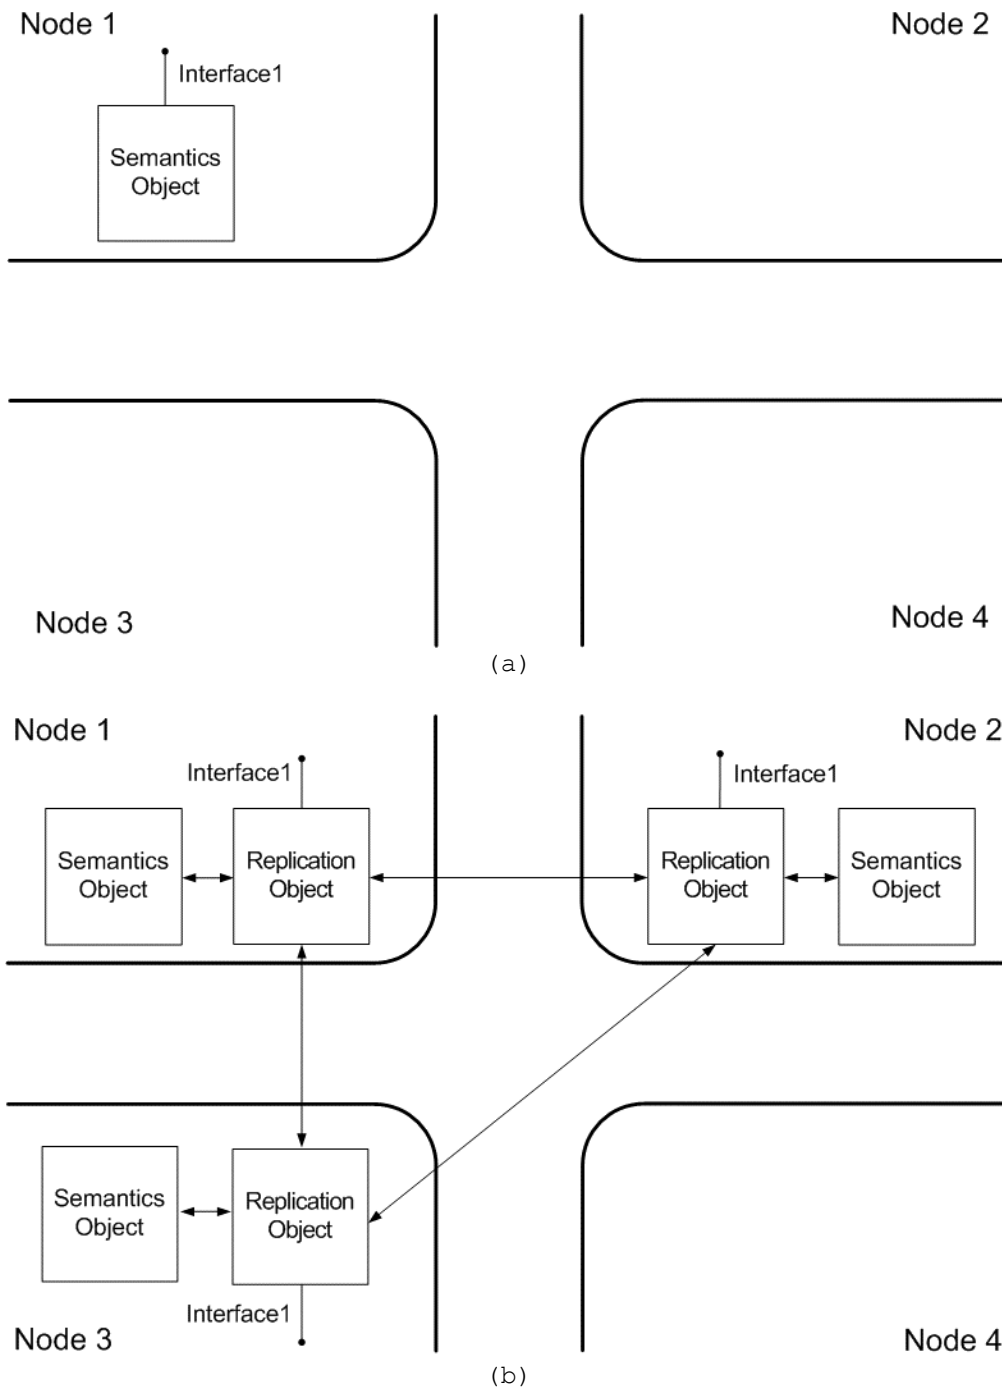 Node 1
Node 2
Interface1
Semantics
Object
Node 3
Node 4
(a)
Node 1
Node 2
Interface1
Interface1
Semantics
Object
Replication
Object
Replication
Object
Semantics
Object
Semantics
Object
Replication
Object
Interface1
Node 3
Node 4
(b)